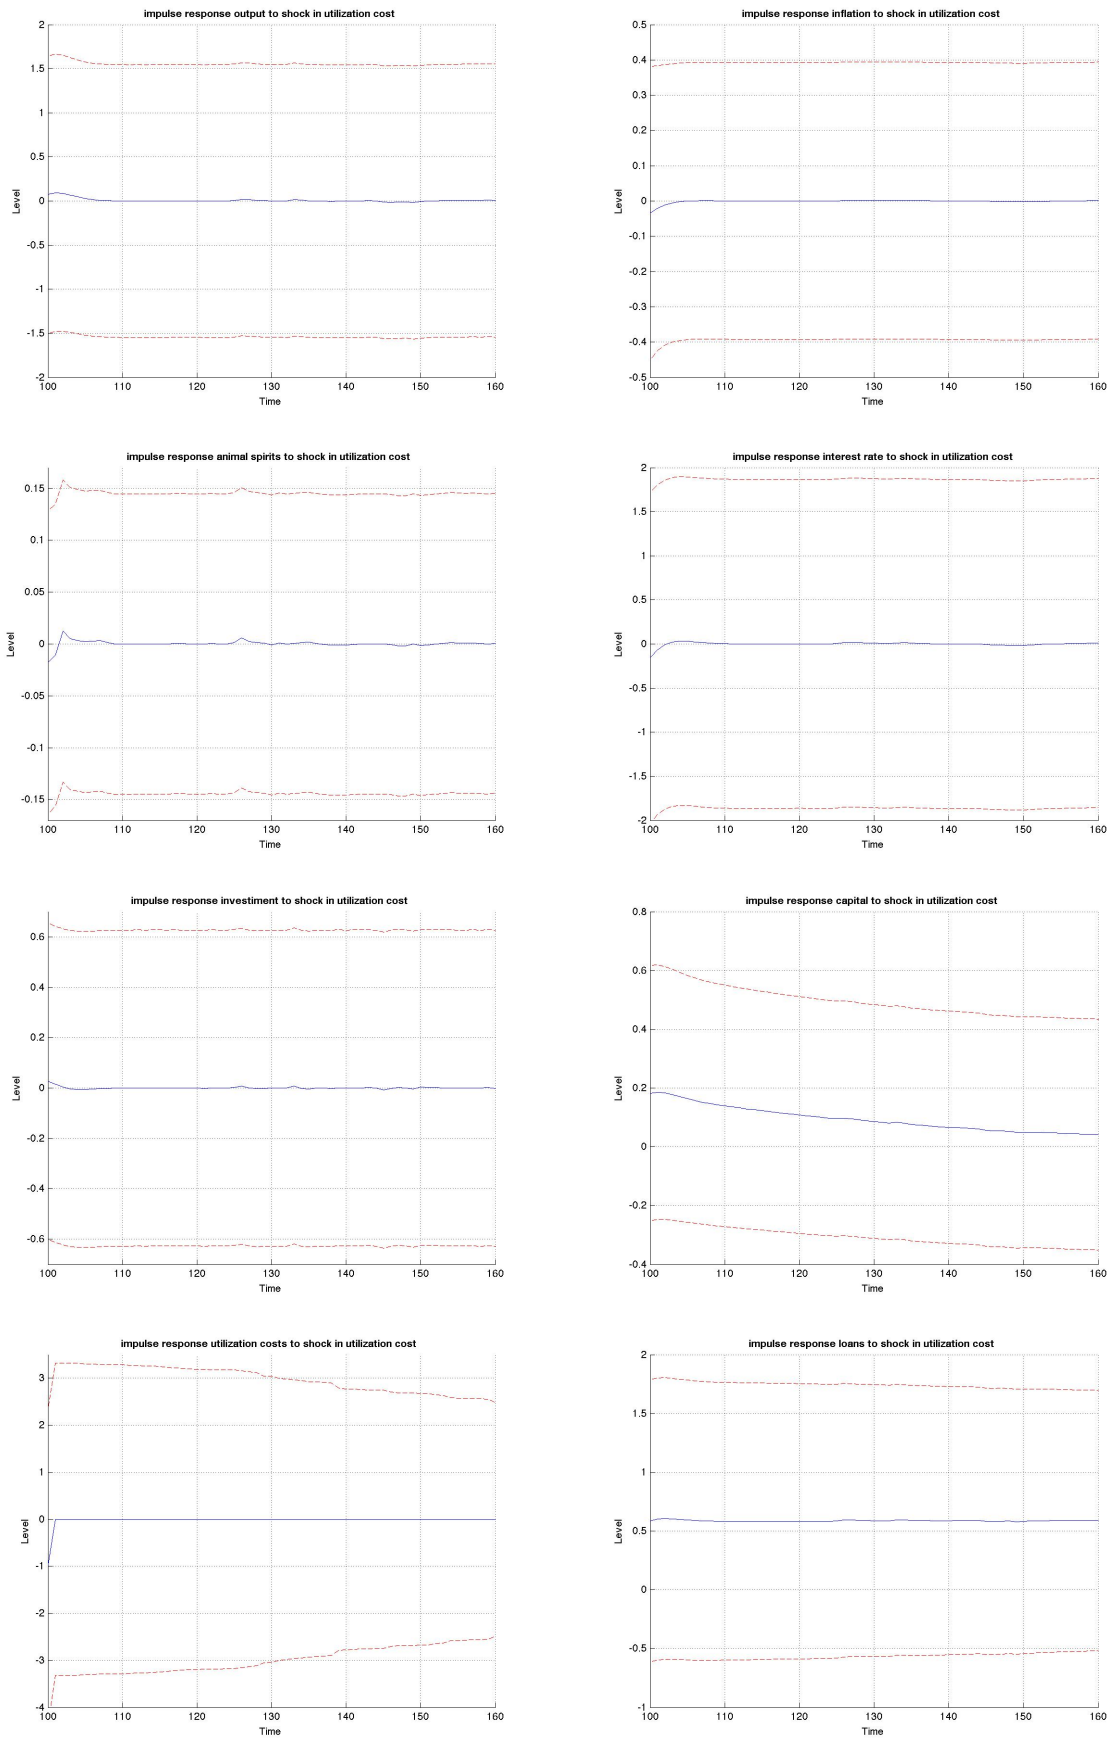 impulse response output to shock in utilization cost
2
1.5
1
0.5
0
-0.5
-1
-1.5
-2
Level
100 110 120 130 140 150 160
Time
impulse response inflation to shock in utilization cost
0.5
0.4
0.3
0.2
0.1
0
-0.1
-0.2
-0.3
-0.4
-0.5
Level
100 110 120 130 140 150 160
Time
impulse response animal spirits to shock in utilization cost
0.15
0.1
0.05
0
-0.05
-0.1
-0.15
Level
100 110 120 130 140 150 160
Time
impulse response interest rate to shock in utilization cost
2
1.5
1
0.5
0
-0.5
-1
-1.5
-2
Level
100 110 120 130 140 150 160
Time
impulse response investiment to shock in utilization cost
0.6
0.4
0.2
0
-0.2
-0.4
-0.6
Level
100 110 120 130 140 150 160
Time
impulse response capital to shock in utilization cost
0.8
0.6
0.4
0.2
0
-0.2
-0.4
Level
100 110 120 130 140 150 160
Time
impulse response utilization costs to shock in utilization cost
3
2
1
0
-1
-2
-3
-4
Level
100 110 120 130 140 150 160
Time
impulse response loans to shock in utilization cost
2
1.5
1
0.5
0
-0.5
-1
Level
100 110 120 130 140 150 160
Time